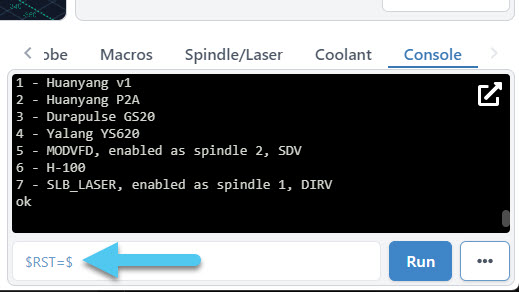 obe Macros Spindle/Laser Coolant Console
1 - Huanyang v1
2 - Huanyang P2A
3 - Durapulse GS20
4 - Yalang YS620
5 - MODVFD, enabled as spindle 2, SDV
6 - H-100
7 - SLB_LASER, enabled as spindle 1, DIRV
ok
$RST=$ Run •••